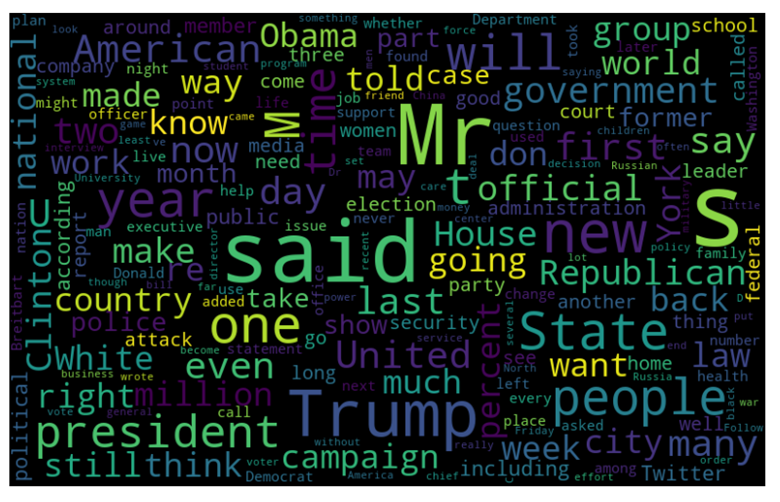 plan
look
around
member
something
whether
Department
took
group
school
American
Obama
part
will
world
later
company
night
three
found
called
system
might
made
way
come
told
case
government
Washington
officer
point
life
job
good
court
former
national
two
know
M
time
support
friend
China
Mr
question
used
children
say
game
least
ve
came
women
don
first
work
now
media
team
decision
Russian
often
leader
live
month
need
set
deal
York
military
University
interview
Dr
may
t
official
s
year
day
care
money
according
help
election
administration
little
nation
man
executive
public
never
center
new
report
issue
said
House
policy
family
Clinton
u
make
director
recent
going
lot
federal
Donald
re
Republican
though
bill
far
use
party
change
D
country
added
take
office
power
last
another
back
Breitbart
police
show
security
State
thing
put
one
go
several
number
attack
statement
percent
end
White
become
service
United
see
North
Russia
law
political
business
wrote
even
long
next
much
want
home
health
right
million
left
every
people
black
war
vote
general
call
Trump
place
Follow
president
without
really
Friday
asked
city
well
many
still
think
voter
campaign
week
among
order
Democrat
America
chief
including
effort
Twitter
student
program
force
men
saying